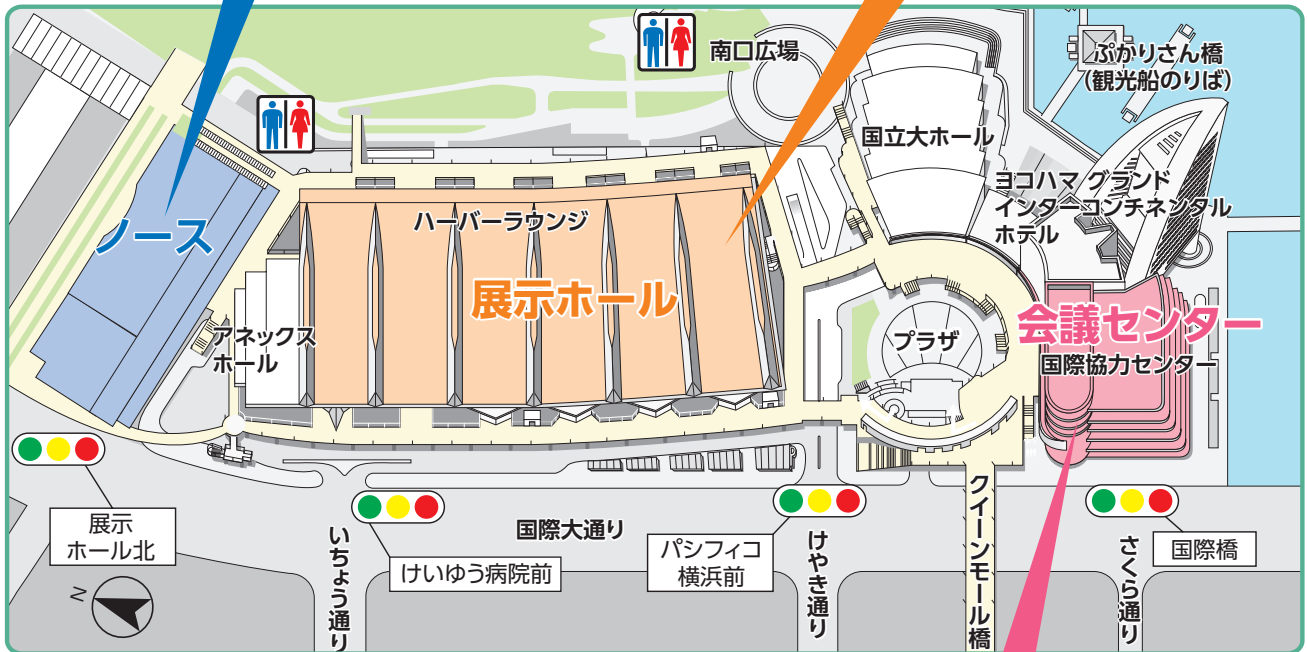 南口広場
ぷかりさん橋
(観光船のりば)
国立大ホール
ヨコハマ グランド
インターコンチネンタル
ホテル
ノース
ハーバーラウンジ
展示ホール
アネックス
ホール
プラザ
会議センター
国際協力センター
展示
ホール北
けいゆう病院前
国際大通り
パシフィコ
横浜前
国際橋
いちょう通り
けやき通り
クイーンモール橋
さくら通り
N